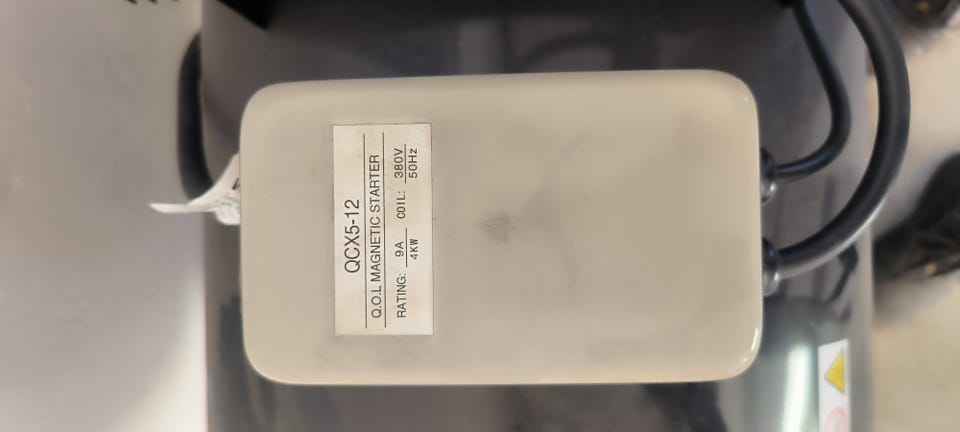 QCX5-12
Q.O.L MAGNETIC STARTER
RATING: 9A COIL: 380V
4KW 50Hz